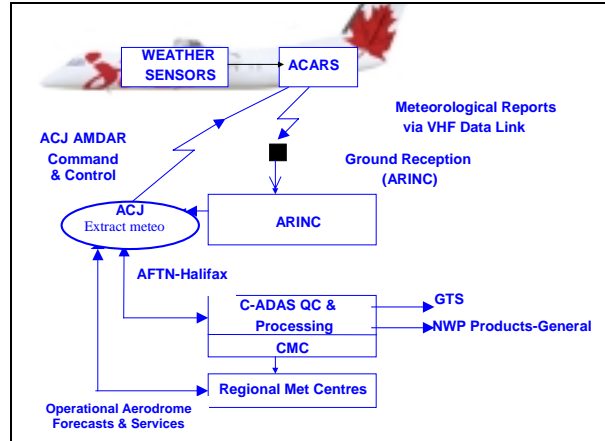 WEATHER
SENSORS
ACARS
Meteorological Reports
via VHF Data Link
ACJ AMDAR
Command
& Control
Ground Reception
(ARINC)
ACJ
Extract meteo
ARINC
AFTN-Halifax
C-ADAS QC &
Processing
GTS
NWP Products-General
CMC
Regional Met Centres
Operational Aerodrome
Forecasts & Services